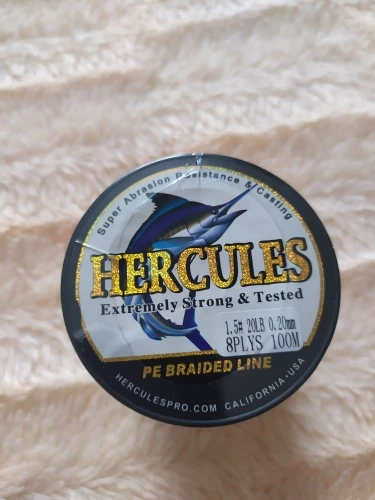 Super Abrasion Resistance & Casting
HERCULES
Extremely Strong & Tested
1.5# 20LB 0.20mm
8PLYS 100M
PE BRAIDED LINE
HERCULESPRO.COM CALIFORNIA·USA